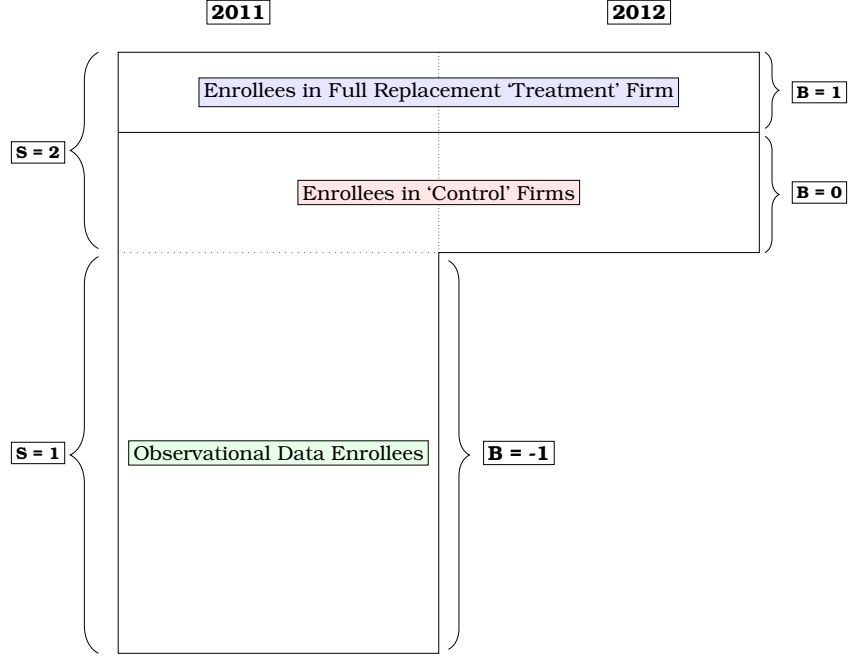 2011
2012
Enrollees in Full Replacement ‘Treatment’ Firm
B = 1
S = 2
Enrollees in ‘Control’ Firms
B = 0
S = 1
Observational Data Enrollees
B = -1